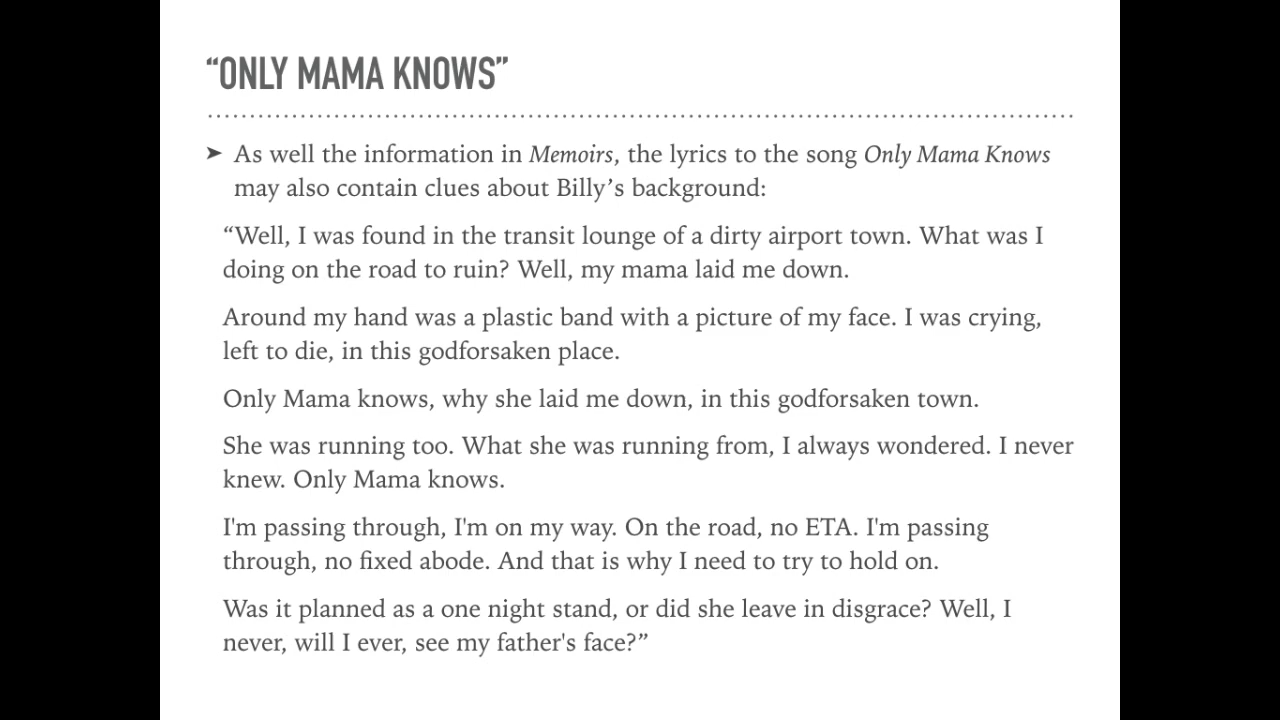 “ONLY MAMA KNOWS”
➤ As well the information in Memoirs, the lyrics to the song Only Mama Knows
may also contain clues about Billy’s background:
“Well, I was found in the transit lounge of a dirty airport town. What was I
doing on the road to ruin? Well, my mama laid me down.
Around my hand was a plastic band with a picture of my face. I was crying,
left to die, in this godforsaken place.
Only Mama knows, why she laid me down, in this godforsaken town.
She was running too. What she was running from, I always wondered. I never
knew. Only Mama knows.
I'm passing through, I'm on my way. On the road, no ETA. I'm passing
through, no fixed abode. And that is why I need to try to hold on.
Was it planned as a one night stand, or did she leave in disgrace? Well, I
never, will I ever, see my father's face?”